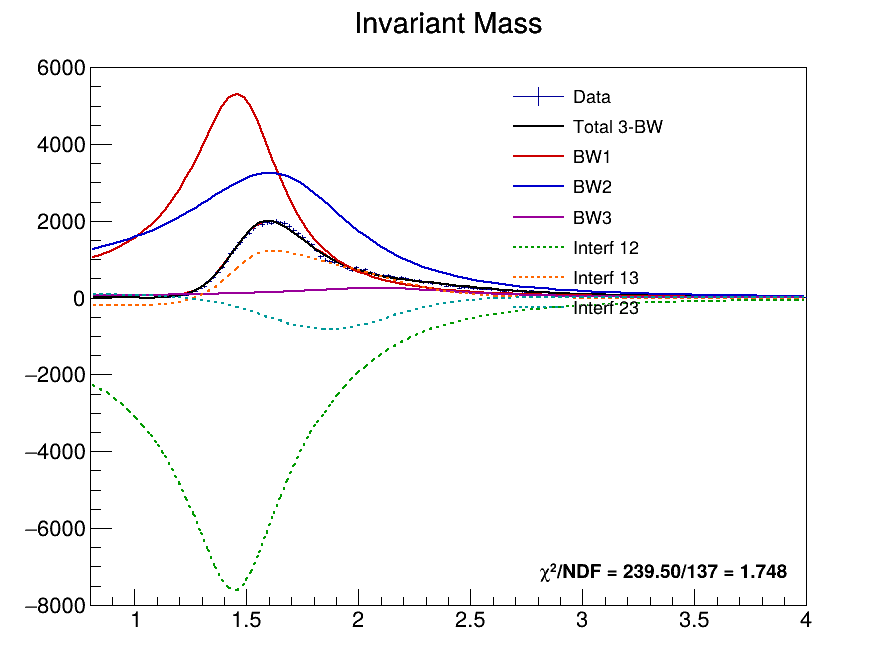 Invariant Mass
6000
4000
2000
0
−2000
−4000
−6000
−8000
1
1.5
2
2.5
3
3.5
4
Data
Total 3-BW
BW1
BW2
BW3
Interf 12
Interf 13
Interf 23
χ²/NDF = 239.50/137 = 1.748